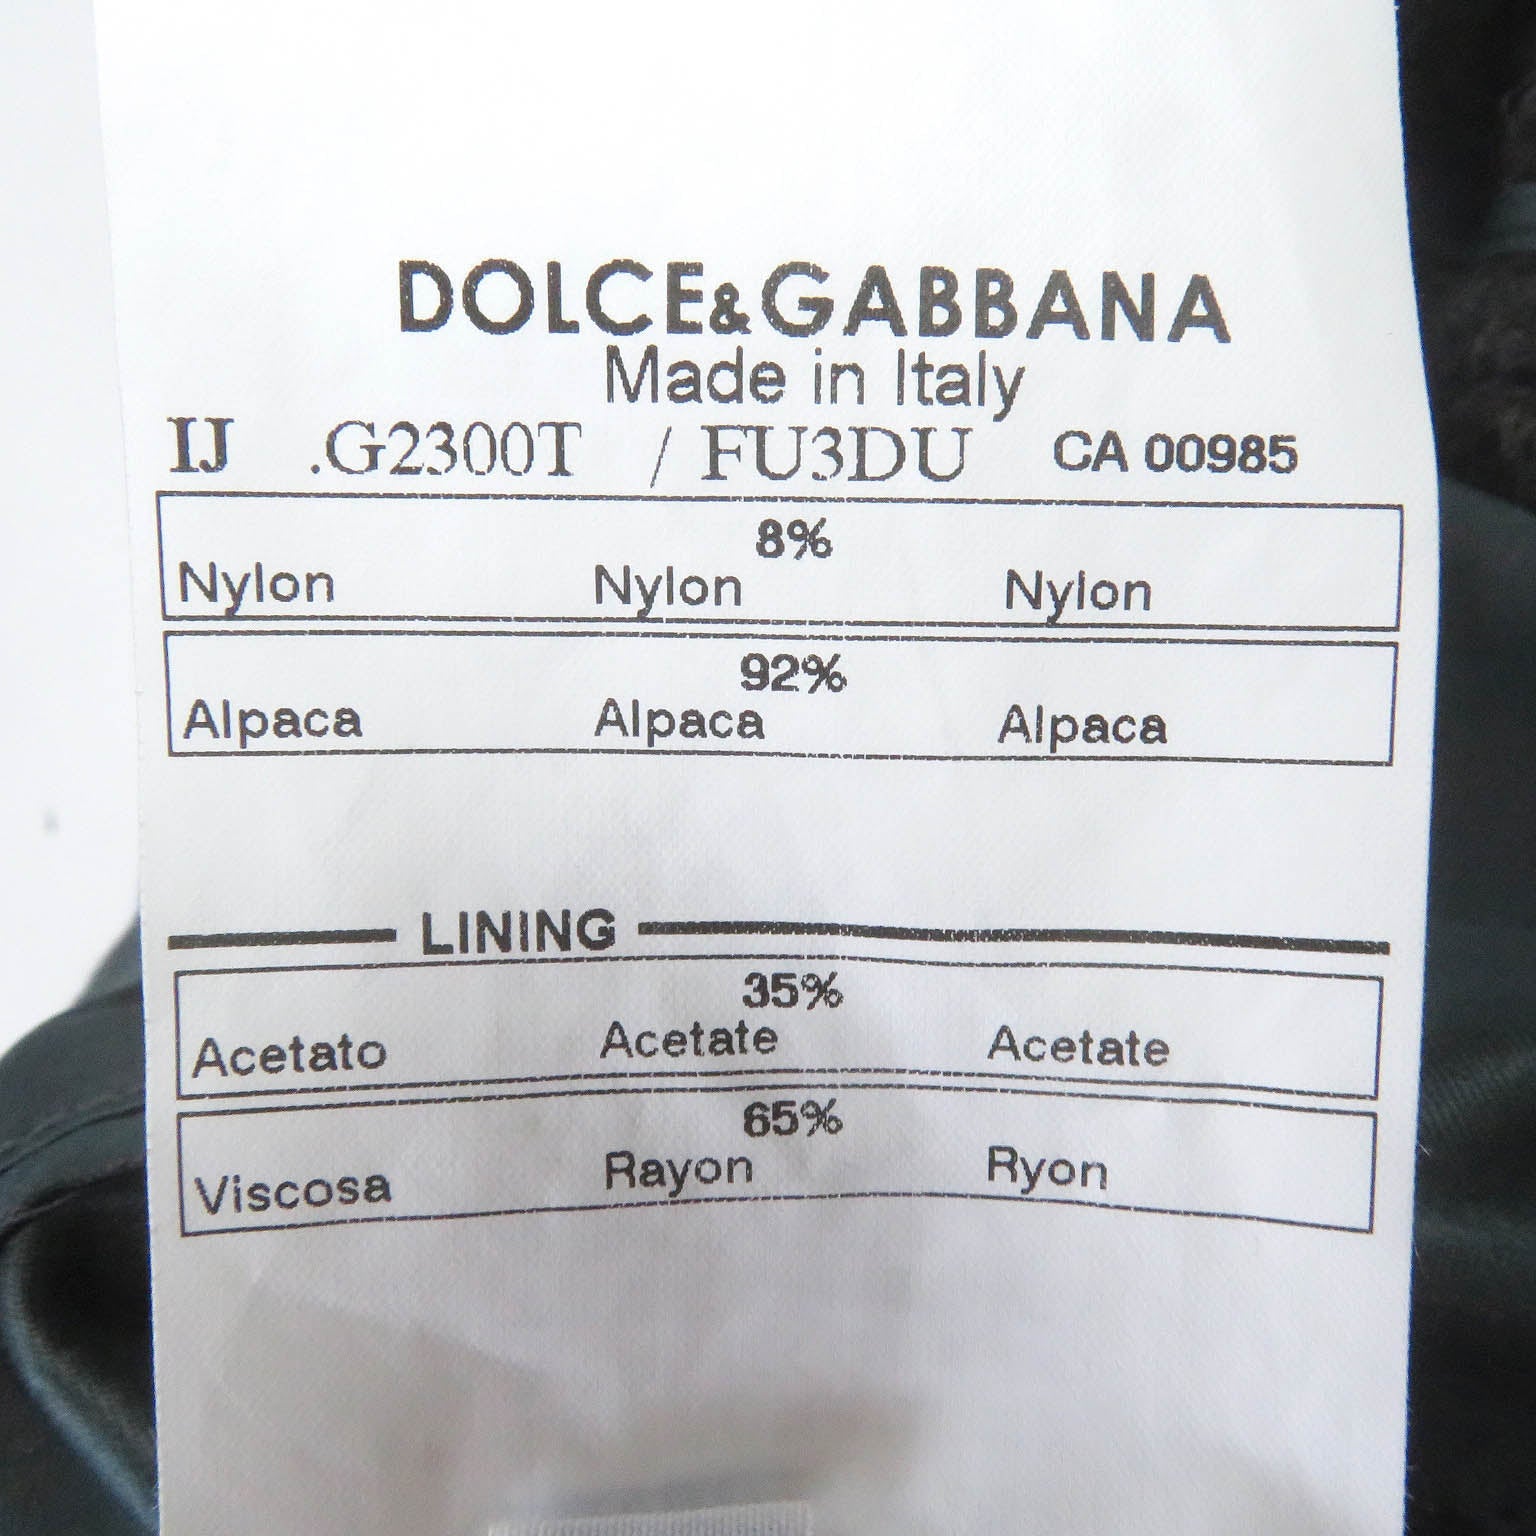 DOLCE&GABBANA
Made in Italy
IJ .G2300T / FU3DU CA 00985
8%
Nylon Nylon Nylon
92%
Alpaca Alpaca Alpaca
LINING
35%
Acetato Acetate Acetate
65%
Viscosa Rayon Ryon